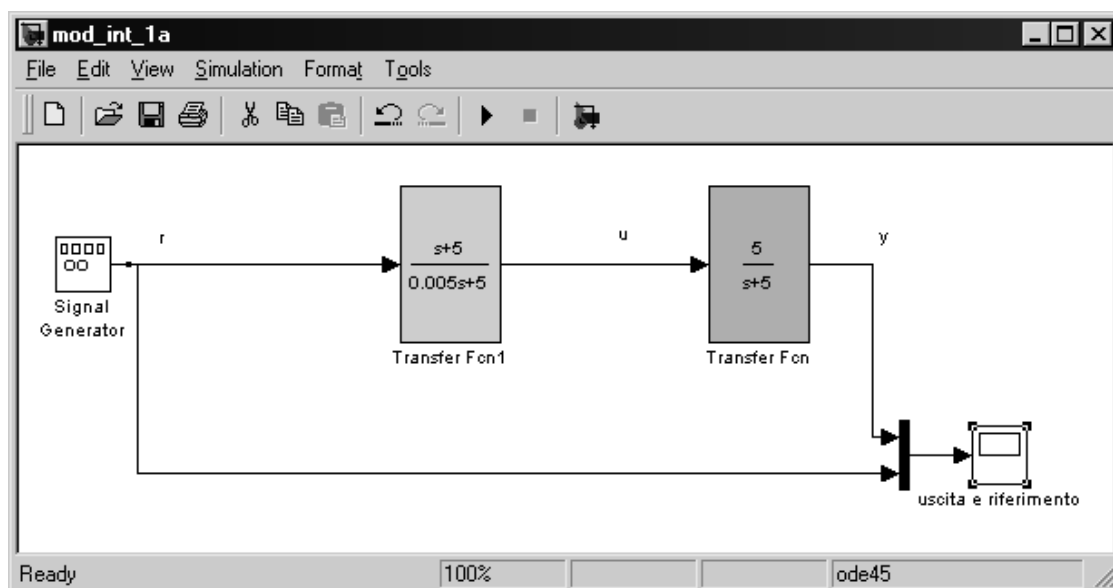 mod_int_1a
File Edit View Simulation Format Tools
r
u
y
s+5
0.005s+5
5
s+5
Signal
Generator
Transfer Fcn1
Transfer Fcn
uscita e riferimento
Ready
100%
ode45